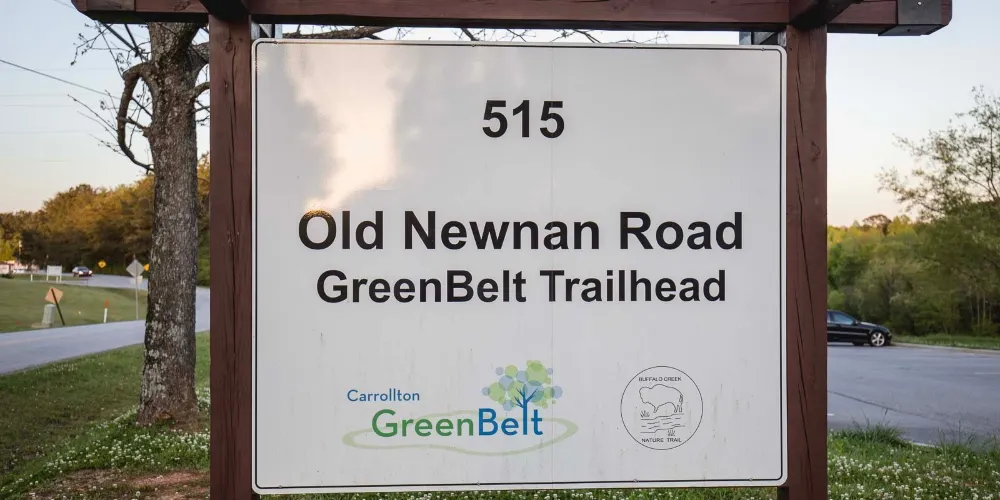 515
Old Newnan Road
GreenBelt Trailhead
Carrollton
GreenBelt
BUFFALO CREEK
NATURE TRAIL